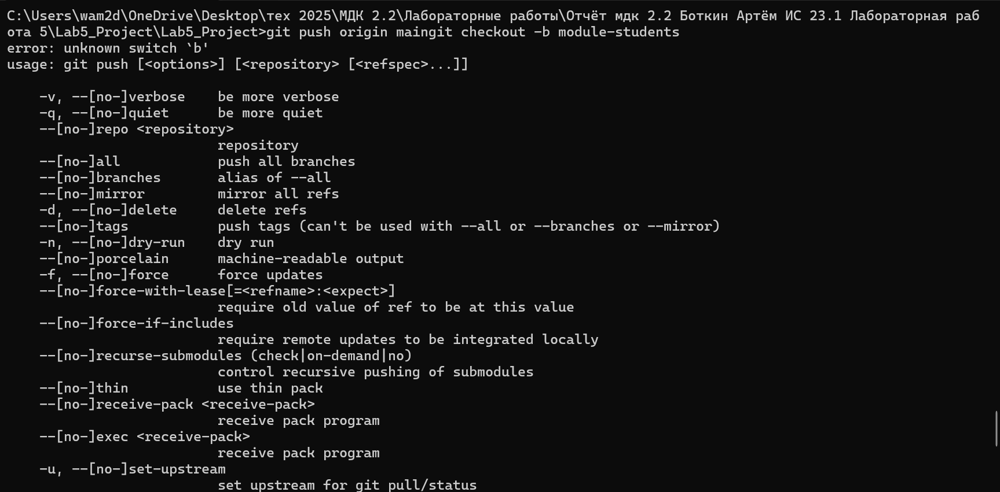 C:\Users\wam2d\OneDrive\Desktop\тех 2025\МДК 2.2\Лабораторные работы\Отчёт мдк 2.2 Боткин Артём ИС 23.1 Лабораторная раб
ота 5\Lab5_Project\Lab5_Project>git push origin maingit checkout -b module-students
error: unknown switch `b'
usage: git push [<options>] [<repository> [<refspec>...]]

    -v, --[no-]verbose    be more verbose
    -q, --[no-]quiet      be more quiet
    --[no-]repo <repository>
                          repository
    --[no-]all            push all branches
    --[no-]branches       alias of --all
    --[no-]mirror         mirror all refs
    -d, --[no-]delete     delete refs
    --[no-]tags           push tags (can't be used with --all or --branches or --mirror)
    -n, --[no-]dry-run    dry run
    --[no-]porcelain      machine-readable output
    -f, --[no-]force      force updates
    --[no-]force-with-lease[=<refname>:<expect>]
                          require old value of ref to be at this value
    --[no-]force-if-includes
                          require remote updates to be integrated locally
    --[no-]recurse-submodules (check|on-demand|no)
                          control recursive pushing of submodules
    --[no-]thin           use thin pack
    --[no-]receive-pack <receive-pack>
                          receive pack program
    --[no-]exec <receive-pack>
                          receive pack program
    -u, --[no-]set-upstream
                          set upstream for git pull/status